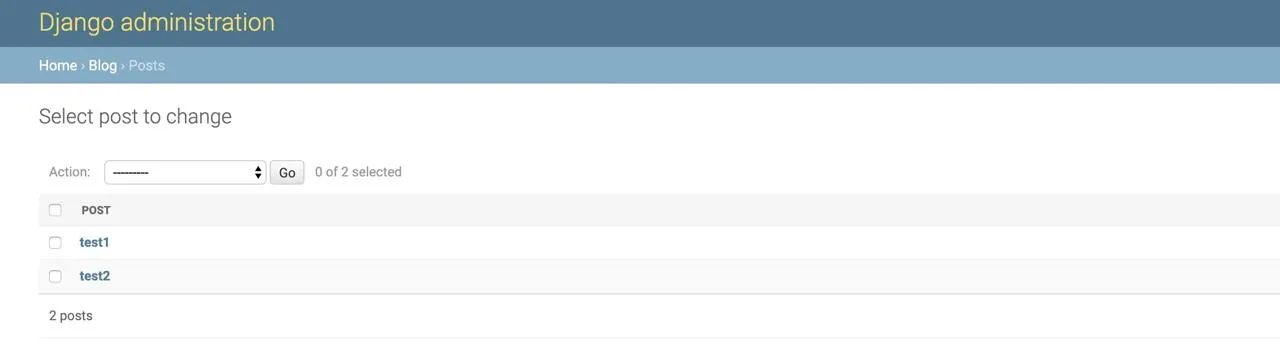 Django administration
Home › Blog › Posts
Select post to change
Action: --------- Go 0 of 2 selected
POST
test1
test2
2 posts